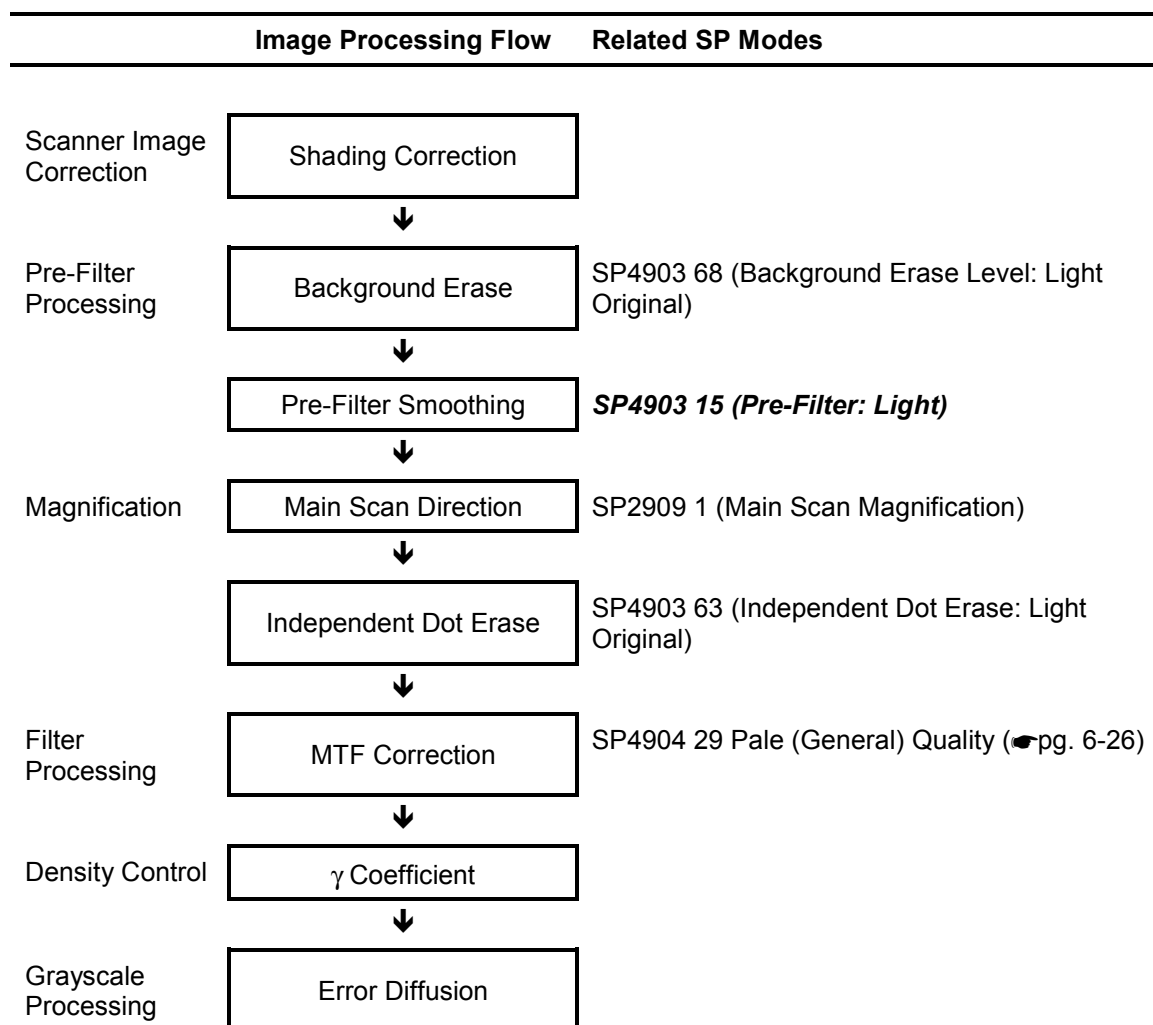 Image Processing Flow Related SP Modes
Scanner Image
Correction
Shading Correction
Pre-Filter
Processing
Background Erase
SP4903 68 (Background Erase Level: Light
Original)
Pre-Filter Smoothing
SP4903 15 (Pre-Filter: Light)
Magnification
Main Scan Direction
SP2909 1 (Main Scan Magnification)
Independent Dot Erase
SP4903 63 (Independent Dot Erase: Light
Original)
Filter
Processing
MTF Correction
SP4904 29 Pale (General) Quality (☛pg. 6-26)
Density Control
γ Coefficient
Grayscale
Processing
Error Diffusion